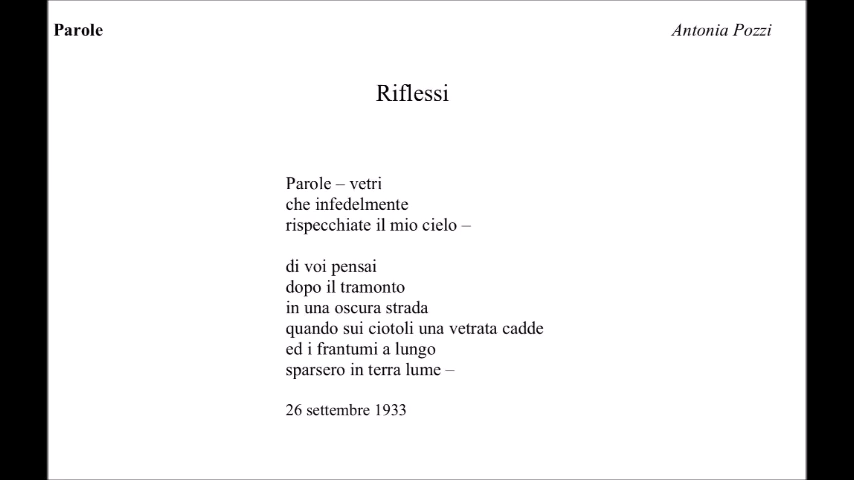 Parole
Antonia Pozzi
Riflessi
Parole – vetri
che infedelmente
rispecchiate il mio cielo –
di voi pensai
dopo il tramonto
in una oscura strada
quando sui ciotoli una vetrata cadde
ed i frantumi a lungo
sparsero in terra lume –
26 settembre 1933